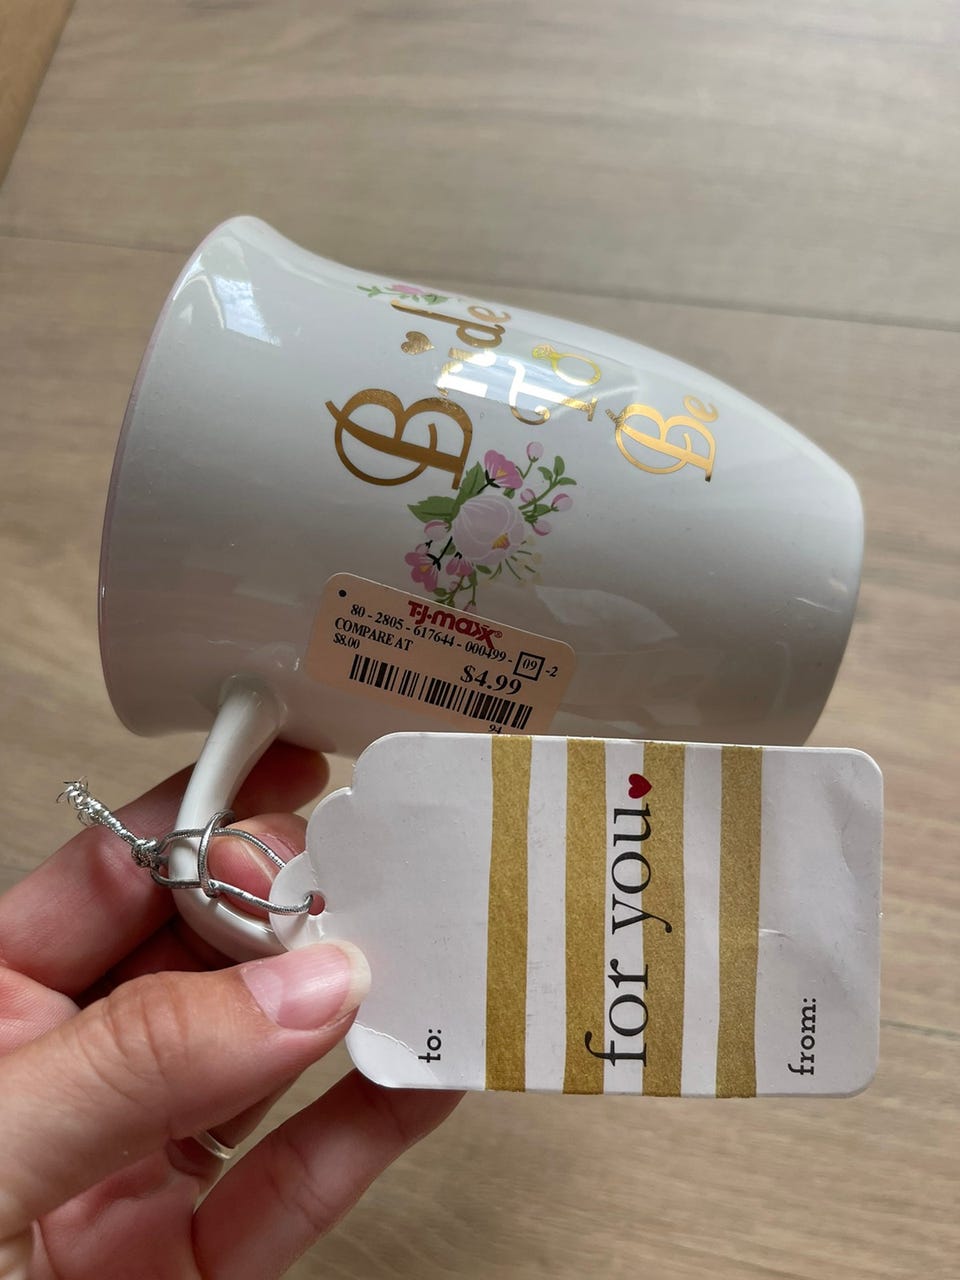 Bride
To
Be
T·J·maxx®
80 - 2805 - 617644 - 000499 - 09 -2
COMPARE AT
$8.00
$4.99
94
to:
for you
from: